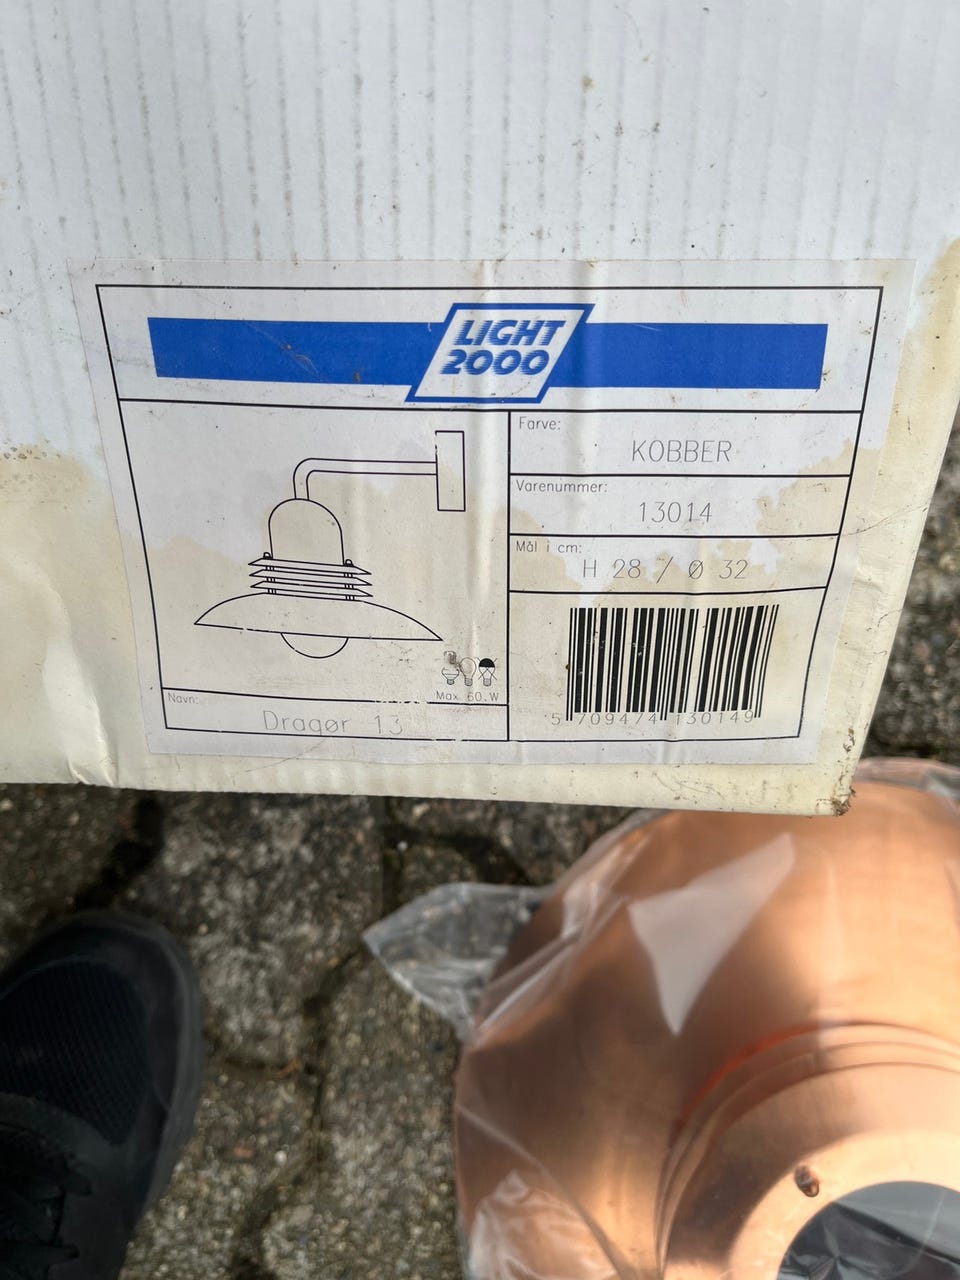 LIGHT
2000
Farve:
KOBBER
Varenummer:
13014
Mål i cm:
H 28 / Ø 32
Max. 60.W
Navn:
Dragør 13
5 709474 130149